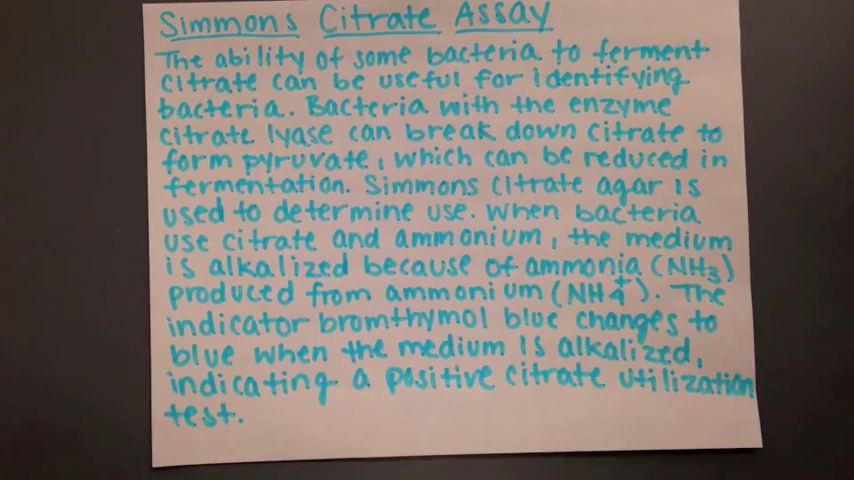 Simmons Citrate Assay
The ability of some bacteria to ferment
citrate can be useful for identifying
bacteria. Bacteria with the enzyme
citrate lyase can break down citrate to
form pyruvate, which can be reduced in
fermentation. Simmons citrate agar is
used to determine use. When bacteria
use citrate and ammonium, the medium
is alkalized because of ammonia (NH3)
produced from ammonium (NH4+). The
indicator bromthymol blue changes to
blue when the medium is alkalized,
indicating a positive citrate utilization
test.